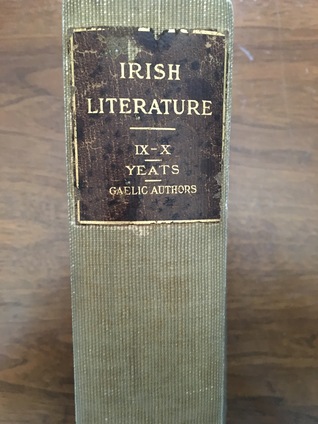 IRISH
LITERATURE
IX-X
YEATS
GAELIC AUTHORS